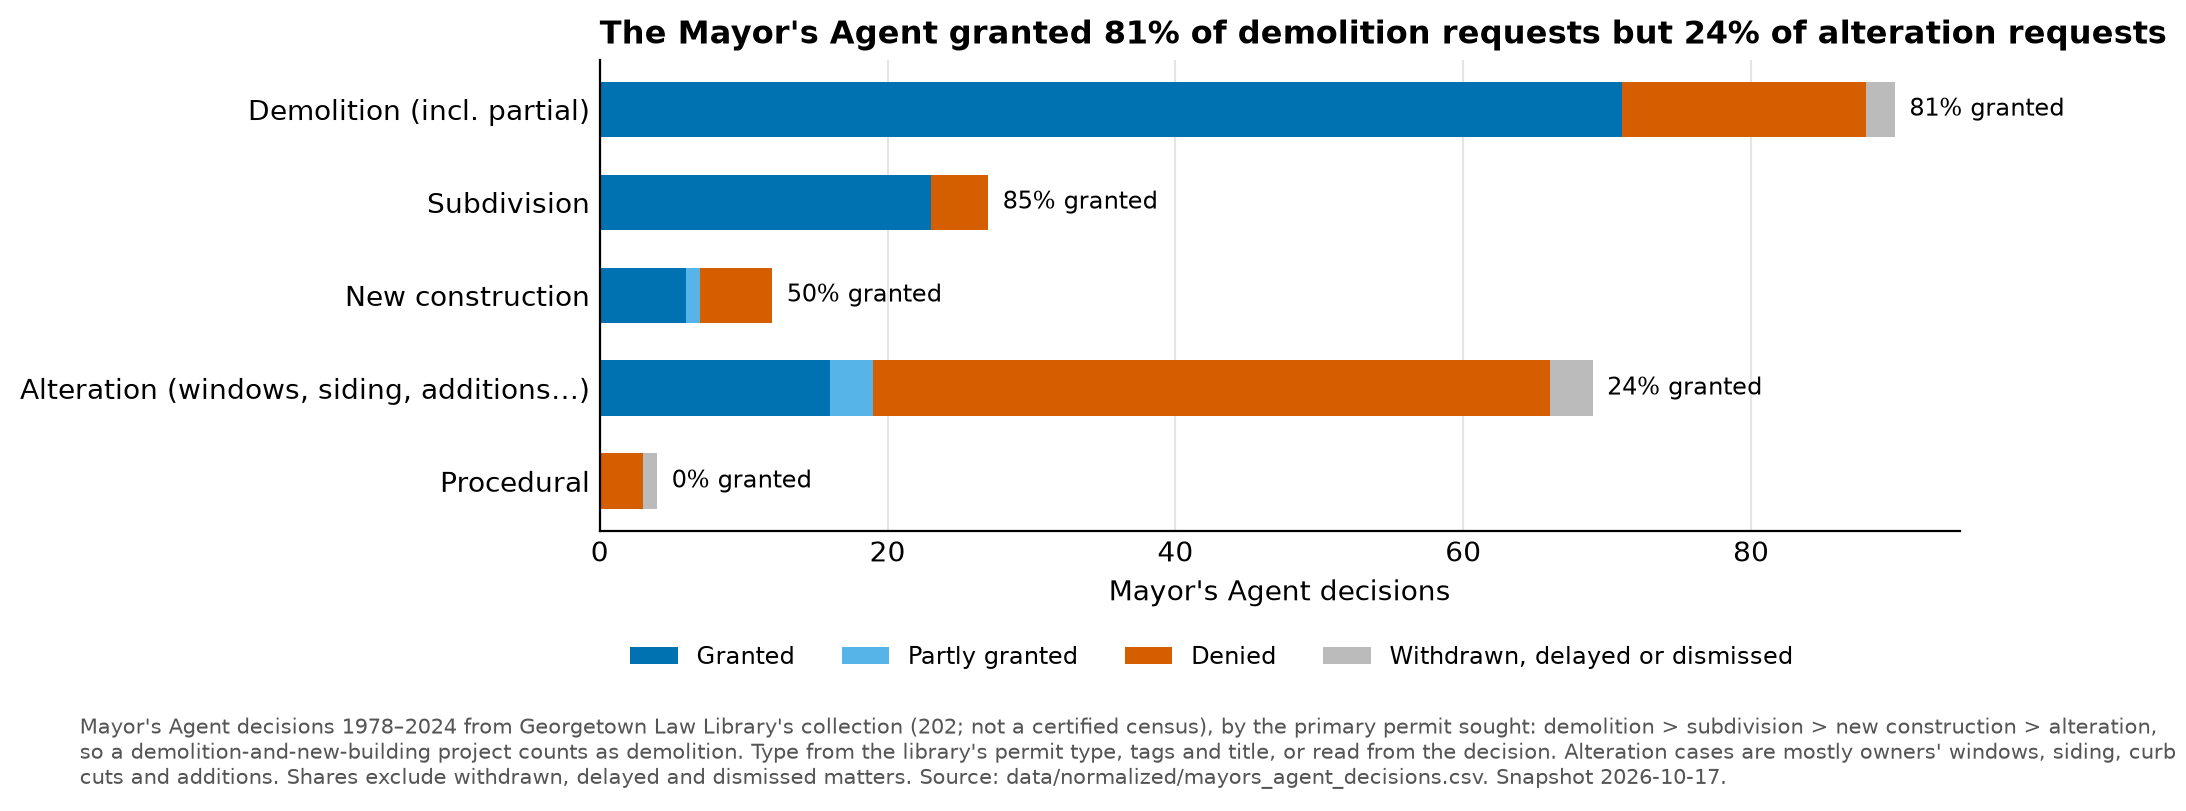 The Mayor's Agent granted 81% of demolition requests but 24% of alteration requests
Demolition (incl. partial)
81% granted
Subdivision
85% granted
New construction
50% granted
Alteration (windows, siding, additions…)
24% granted
Procedural
0% granted
0 20 40 60 80
Mayor's Agent decisions
Granted Partly granted Denied Withdrawn, delayed or dismissed
Mayor's Agent decisions 1978–2024 from Georgetown Law Library's collection (202; not a certified census), by the primary permit sought: demolition > subdivision > new construction > alteration,
so a demolition-and-new-building project counts as demolition. Type from the library's permit type, tags and title, or read from the decision. Alteration cases are mostly owners' windows, siding, curb
cuts and additions. Shares exclude withdrawn, delayed and dismissed matters. Source: data/normalized/mayors_agent_decisions.csv. Snapshot 2026-10-17.